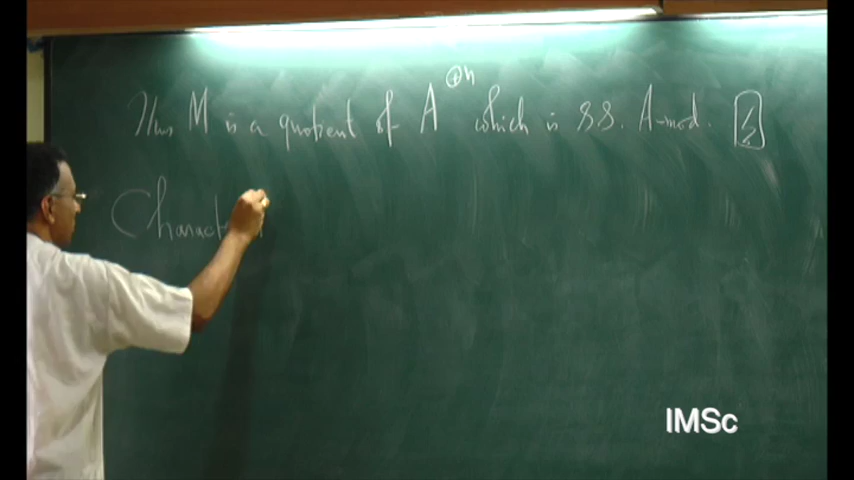 Thus M is a quotient of A^⊕n which is s.s. A-mod.
Charact
IMSc